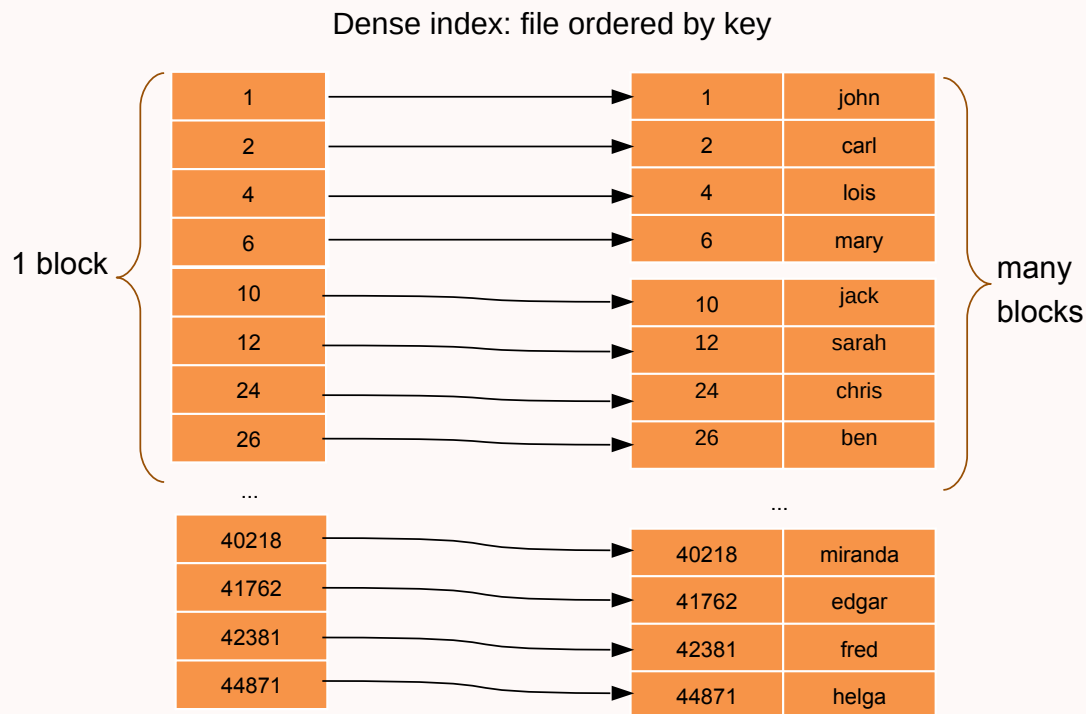 Dense index: file ordered by key
1 1 john
2 2 carl
4 4 lois
6 6 mary
1 block
many
blocks
10 10 jack
12 12 sarah
24 24 chris
26 26 ben
... ...
40218 40218 miranda
41762 41762 edgar
42381 42381 fred
44871 44871 helga